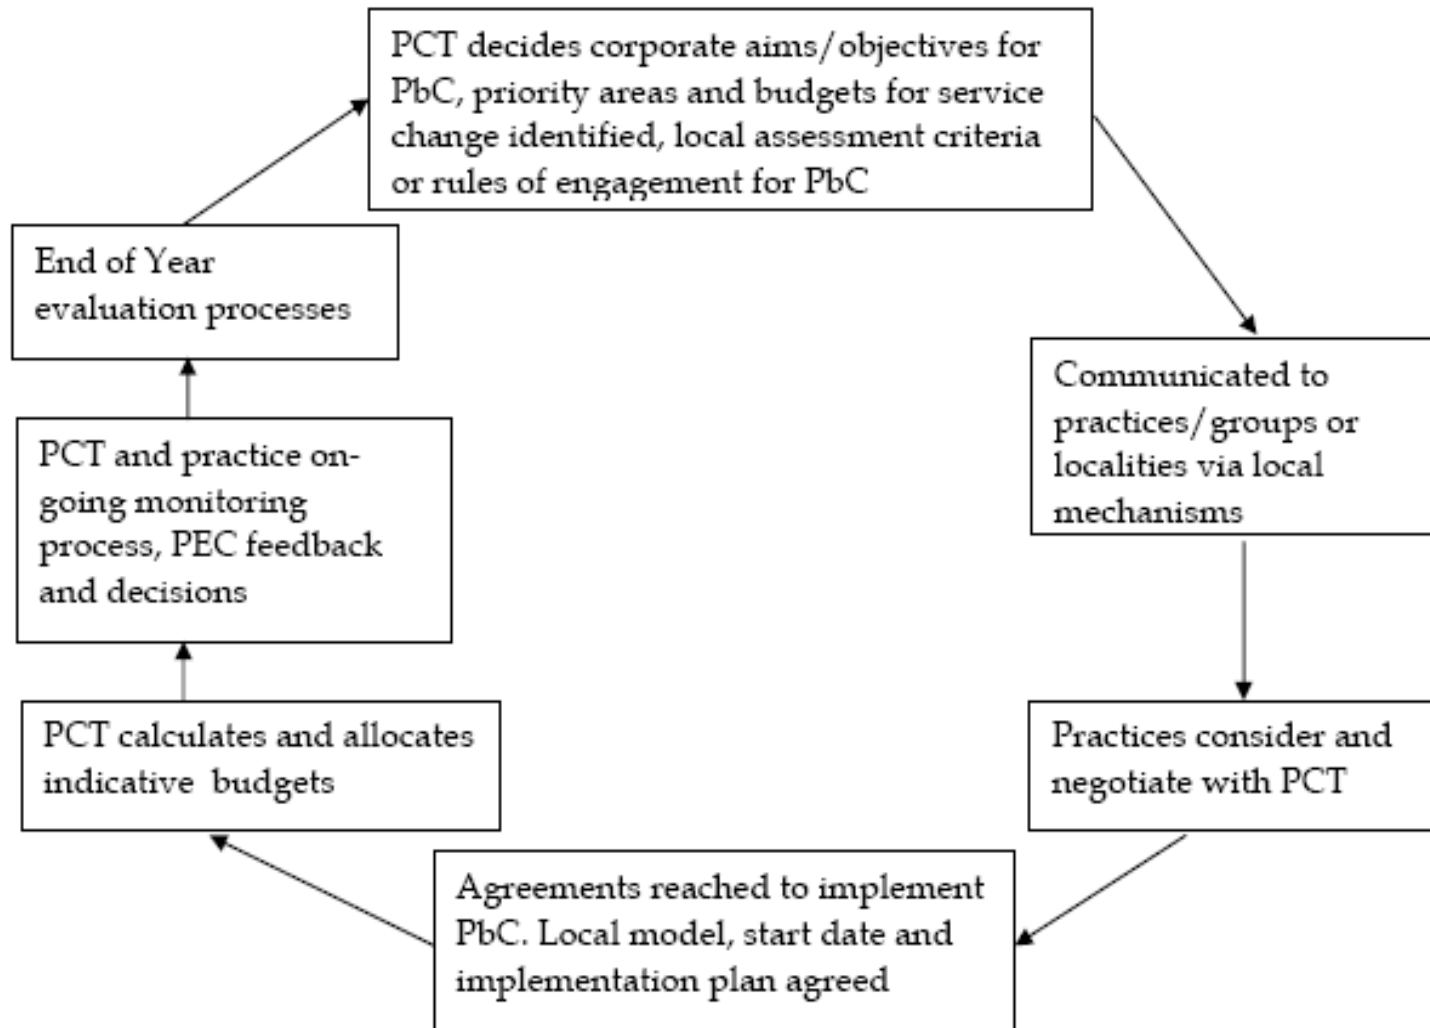 PCT decides corporate aims/objectives for
PbC, priority areas and budgets for service
change identified, local assessment criteria
or rules of engagement for PbC
End of Year
evaluation processes
Communicated to
practices/groups or
localities via local
mechanisms
PCT and practice on-
going monitoring
process, PEC feedback
and decisions
PCT calculates and allocates
indicative budgets
Practices consider and
negotiate with PCT
Agreements reached to implement
PbC. Local model, start date and
implementation plan agreed